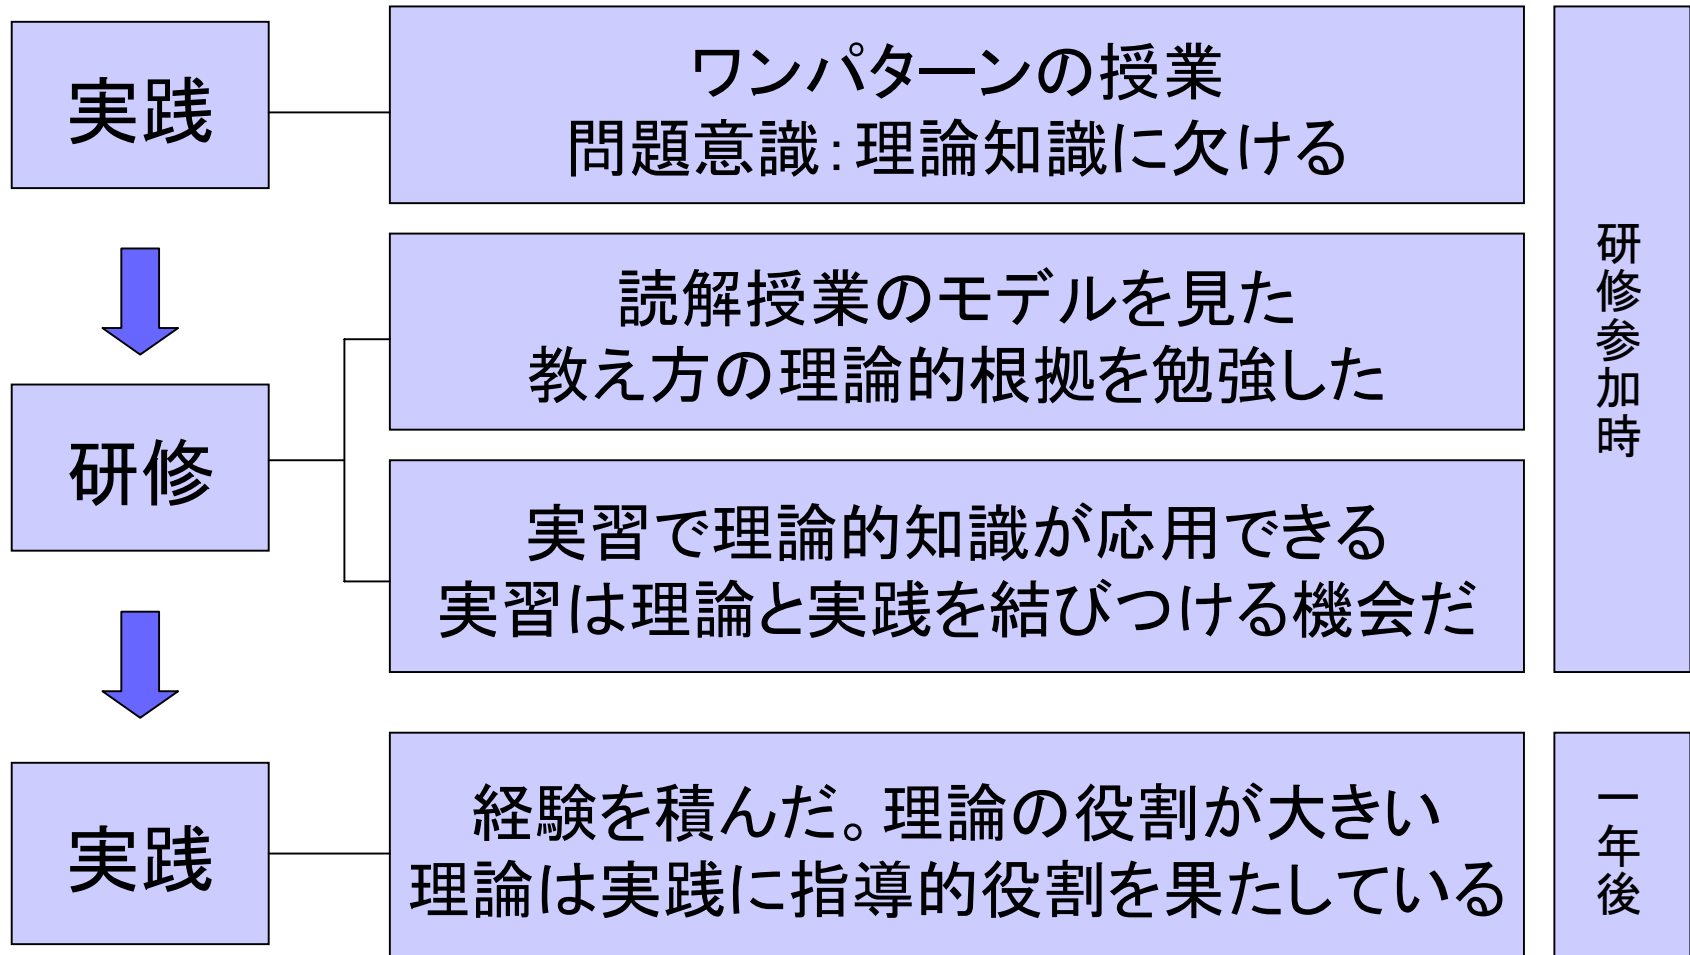 実践
ワンパターンの授業
問題意識：理論知識に欠ける
読解授業のモデルを見た
教え方の理論的根拠を勉強した
研修
実習で理論的知識が応用できる
実習は理論と実践を結びつける機会だ
研修参加時
実践
経験を積んだ。理論の役割が大きい
理論は実践に指導的役割を果たしている
一年後